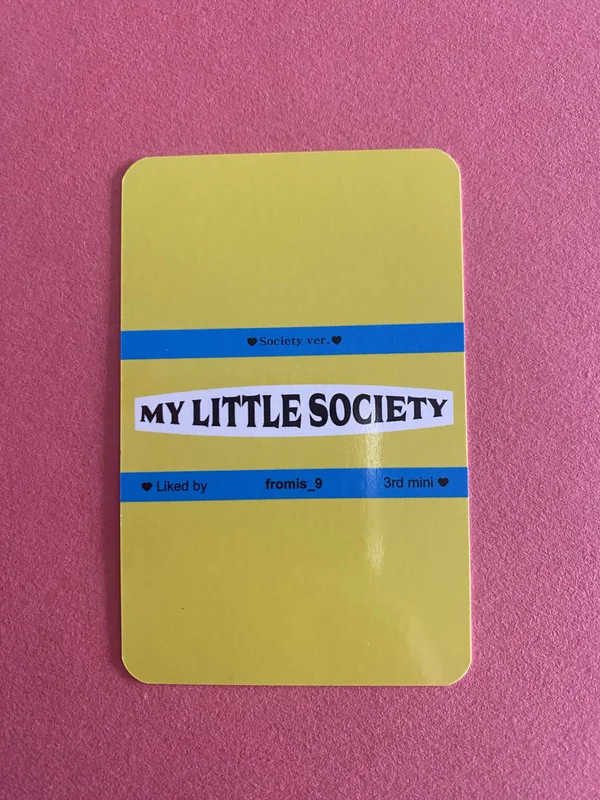 ♥Society ver.♥
MY LITTLE SOCIETY
♥ Liked by fromis_9 3rd mini ♥